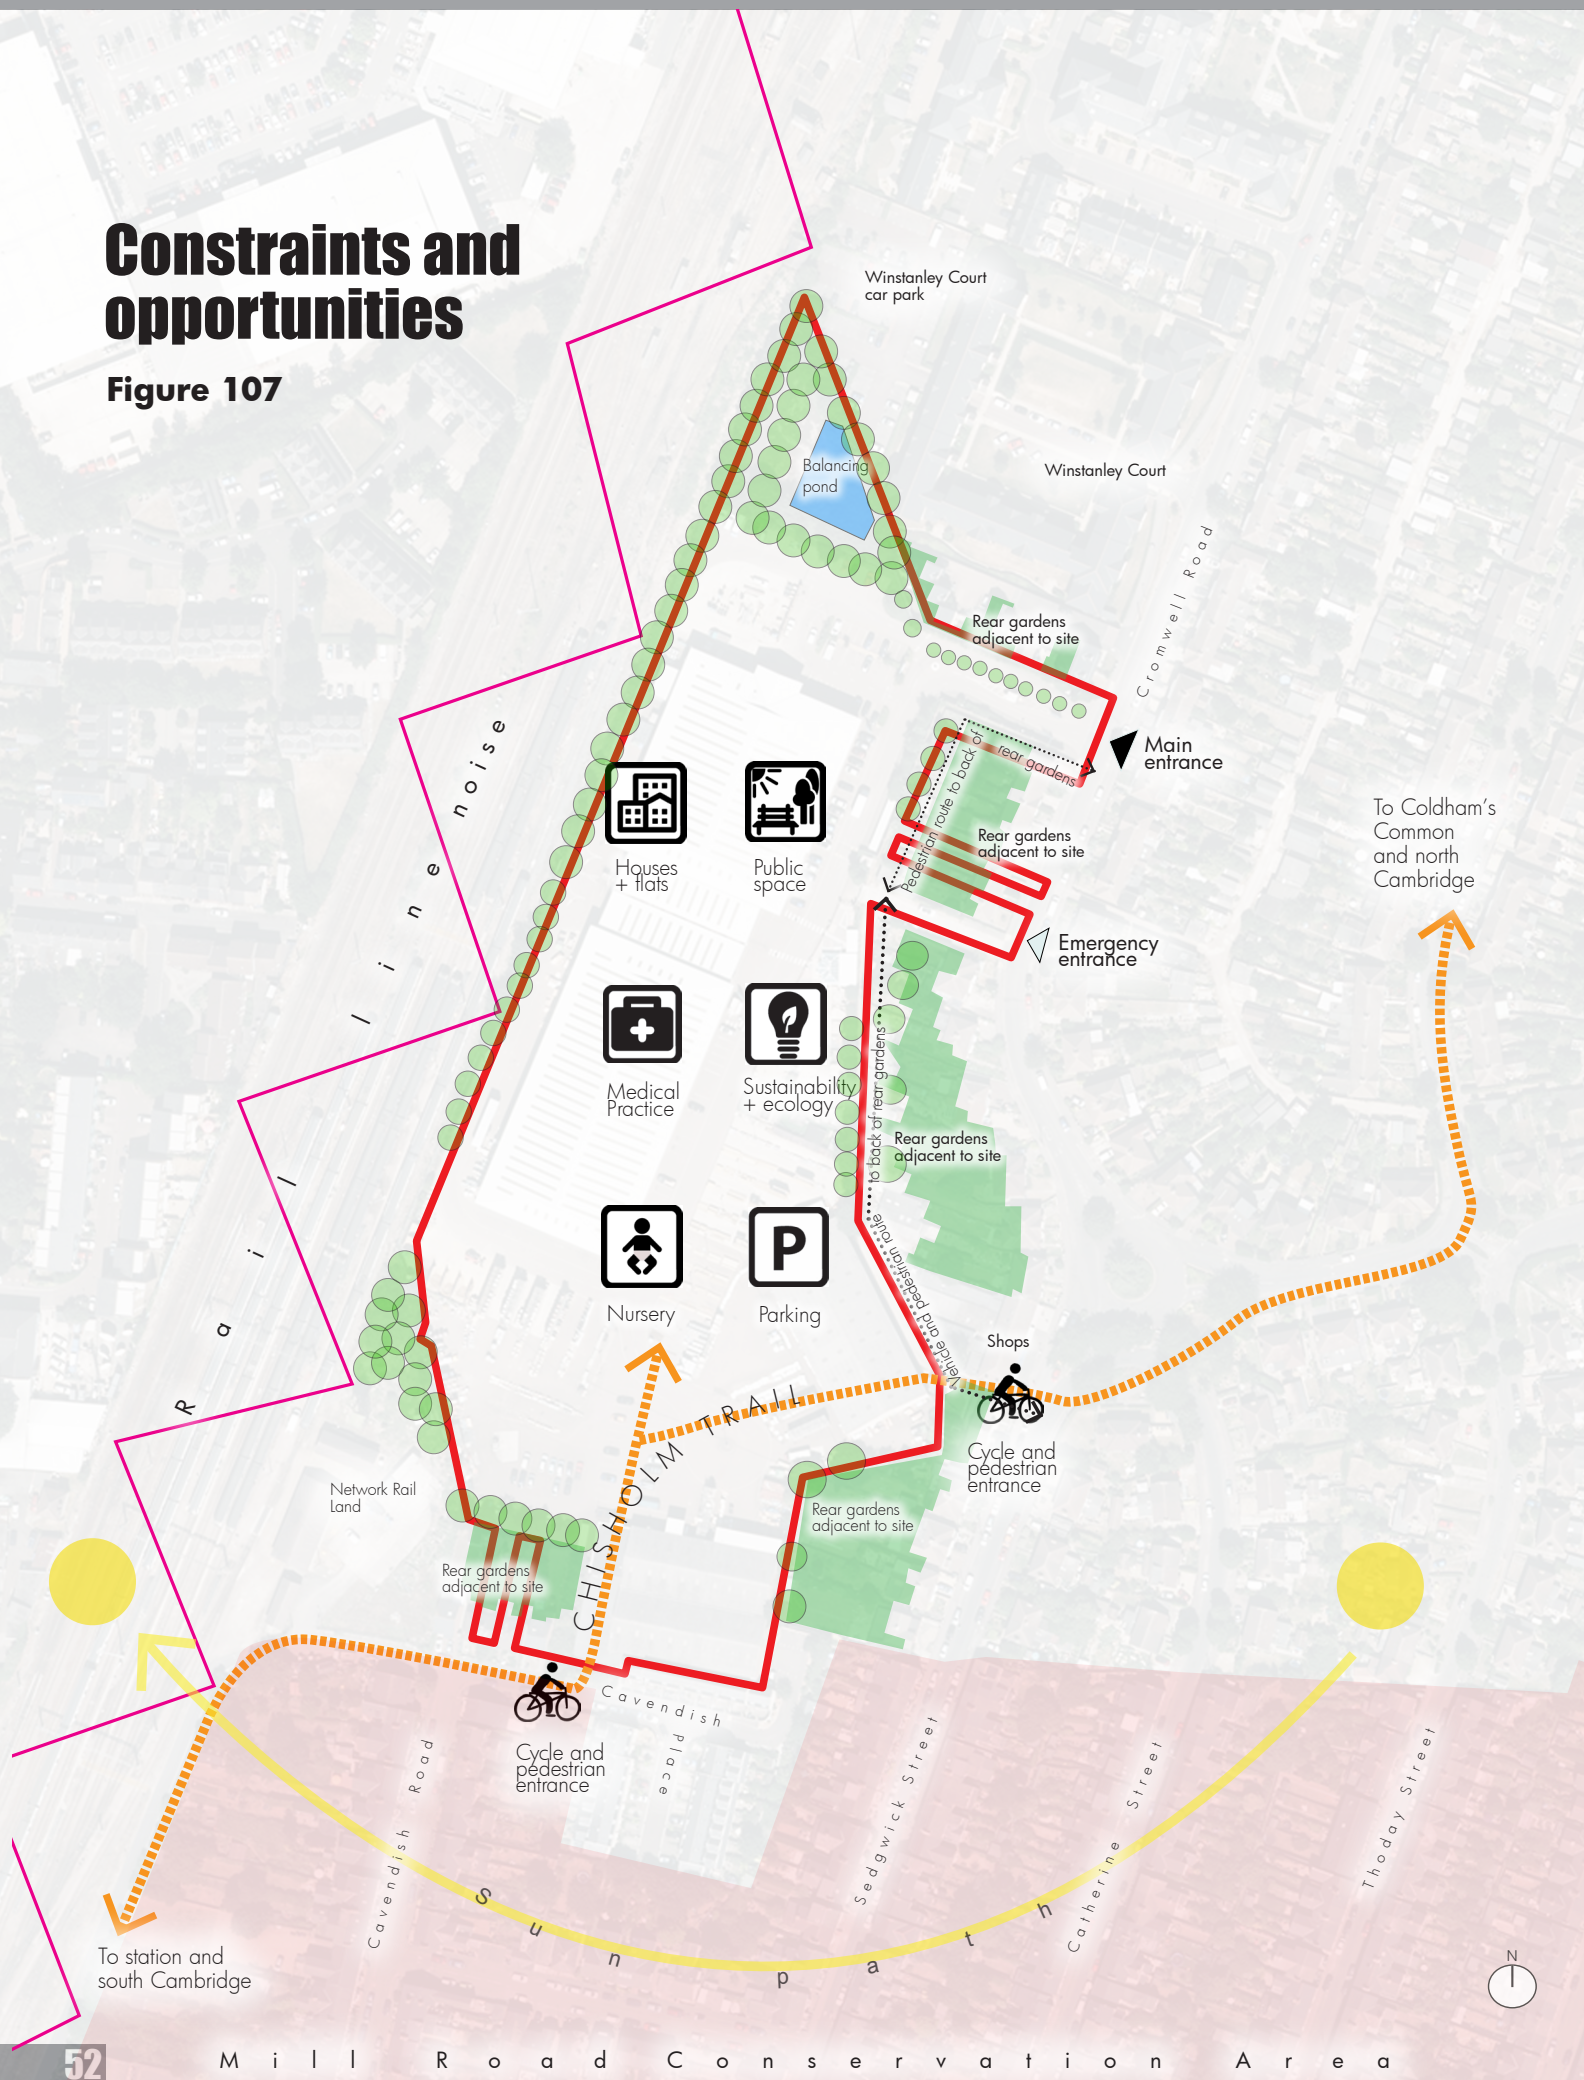 Constraints and
opportunities
Figure 107
Winstanley Court
car park
Winstanley Court
Balancing
pond
Cromwell Road
Rear gardens
adjacent to site
Main
entrance
Pedestrian route to back of
rear gardens
Rear gardens
adjacent to site
Emergency
entrance
To Coldham's
Common
and north
Cambridge
Rail line noise
Houses
+ flats
Public
space
Medical
Practice
Sustainability
+ ecology
Nursery
P
Parking
Vehicle and pedestrian route
to back of rear gardens
Rear gardens
adjacent to site
Shops
Cycle and
pedestrian
entrance
CHISHOLM TRAIL
Network Rail
Land
Rear gardens
adjacent to site
Rear gardens
adjacent to site
Cycle and
pedestrian
entrance
Cavendish
Place
Cavendish Road
Sedgwick Street
Catherine Street
Thoday Street
Sun path
To station and
south Cambridge
N
52
Mill Road Conservation Area